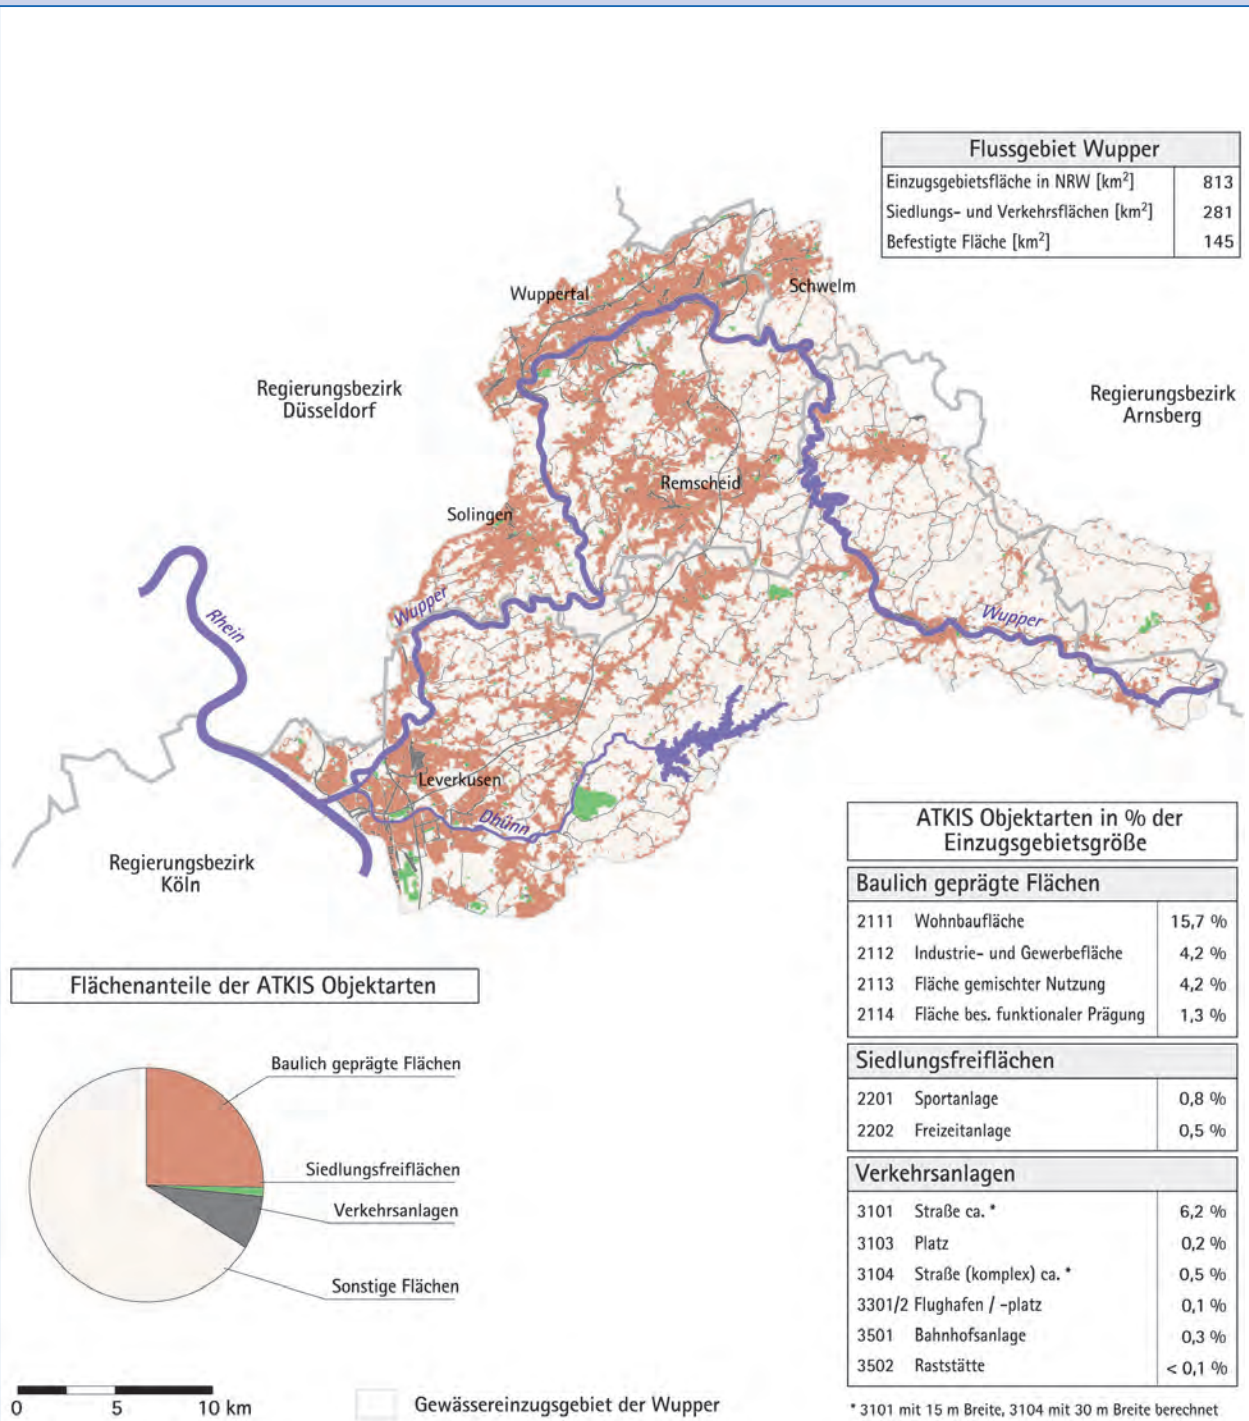 Flussgebiet Wupper
Einzugsgebietsfläche in NRW [km²] 813
Siedlungs- und Verkehrsflächen [km²] 281
Befestigte Fläche [km²] 145
Wuppertal
Schwelm
Regierungsbezirk
Düsseldorf
Regierungsbezirk
Arnsberg
Remscheid
Solingen
Wupper
Wupper
Rhein
Leverkusen
Dhünn
Regierungsbezirk
Köln
ATKIS Objektarten in % der
Einzugsgebietsgröße
Baulich geprägte Flächen
2111 Wohnbaufläche 15,7 %
2112 Industrie- und Gewerbefläche 4,2 %
2113 Fläche gemischter Nutzung 4,2 %
2114 Fläche bes. funktionaler Prägung 1,3 %
Siedlungsfreiflächen
2201 Sportanlage 0,8 %
2202 Freizeitanlage 0,5 %
Verkehrsanlagen
3101 Straße ca. * 6,2 %
3103 Platz 0,2 %
3104 Straße (komplex) ca. * 0,5 %
3301/2 Flughafen / -platz 0,1 %
3501 Bahnhofsanlage 0,3 %
3502 Raststätte < 0,1 %
* 3101 mit 15 m Breite, 3104 mit 30 m Breite berechnet
Flächenanteile der ATKIS Objektarten
Baulich geprägte Flächen
Siedlungsfreiflächen
Verkehrsanlagen
Sonstige Flächen
0 5 10 km
Gewässereinzugsgebiet der Wupper